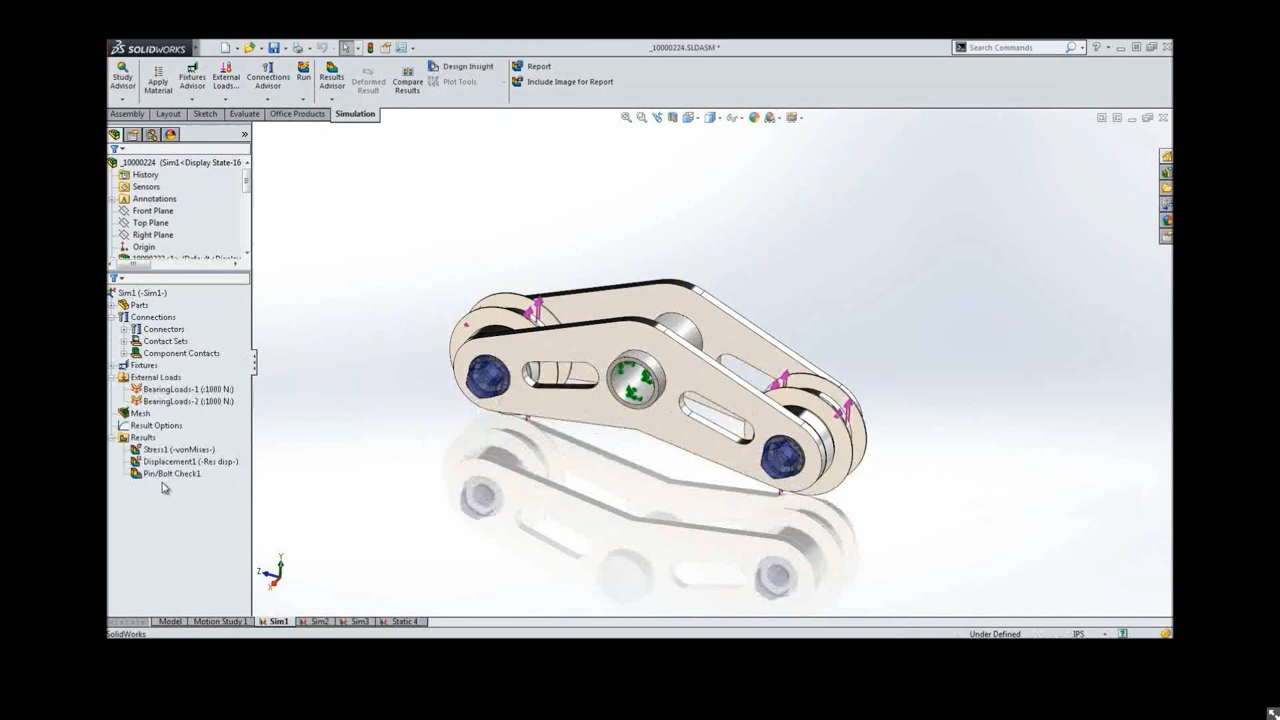 SOLIDWORKS
_10000224.SLDASM *
Search Commands
Study Advisor
Apply Material
Fixtures Advisor
External Loads...
Connections Advisor
Run
Results Advisor
Deformed Result
Compare Results
Design Insight
Plot Tools
Report
Include Image for Report
Assembly
Layout
Sketch
Evaluate
Office Products
Simulation
_10000224 (Sim1<Display State-16
History
Sensors
Annotations
Front Plane
Top Plane
Right Plane
Origin
Sim1 (-Sim1-)
Parts
Connections
Connectors
Contact Sets
Component Contacts
Fixtures
External Loads
BearingLoads-1 (:1000 N:)
BearingLoads-2 (:1000 N:)
Mesh
Result Options
Results
Stress1 (-vonMises-)
Displacement1 (-Res disp-)
Pin/Bolt Check1
Y
Z
X
Model
Motion Study 1
Sim1
Sim2
Sim3
Static 4
SolidWorks
Under Defined
IPS